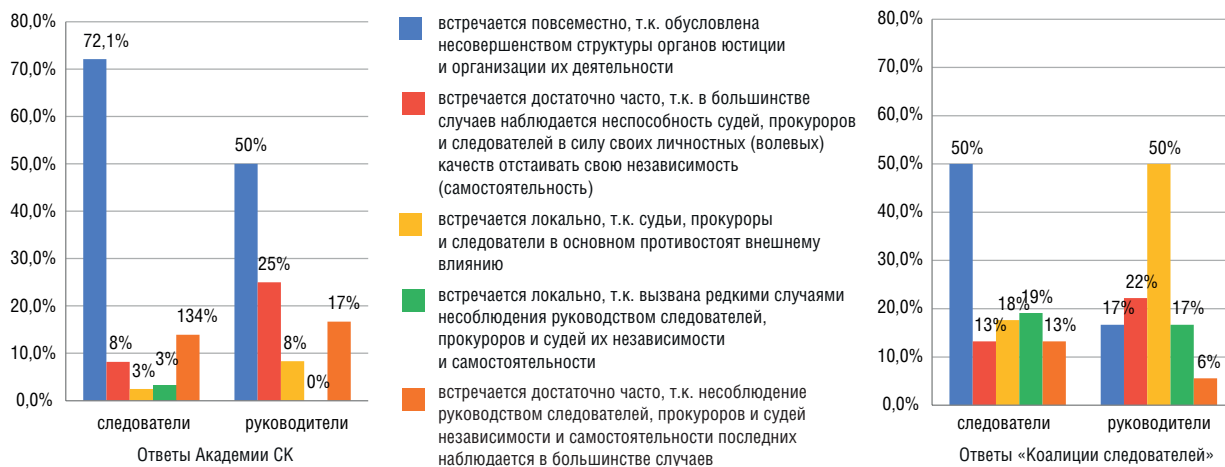 80,0%
70,0%
60,0%
50,0%
40,0%
30,0%
20,0%
10,0%
0,0%
72,1%
8%
3%
3%
134%
50%
25%
8%
0%
17%
следователи
руководители
Ответы Академии СК
встречается повсеместно, т.к. обусловлена
несовершенством структуры органов юстиции
и организации их деятельности
встречается достаточно часто, т.к. в большинстве
случаев наблюдается неспособность судей, прокуроров
и следователей в силу своих личностных (волевых)
качеств отстаивать свою независимость
(самостоятельность)
встречается локально, т.к. судьи, прокуроры
и следователи в основном противостоят внешнему
влиянию
встречается локально, т.к. вызвана редкими случаями
несоблюдения руководством следователей,
прокуроров и судей их независимости
и самостоятельности
встречается достаточно часто, т.к. несоблюдение
руководством следователей, прокуроров и судей
независимости и самостоятельности последних
наблюдается в большинстве случаев
80,0%
70,0%
60,0%
50,0%
40,0%
30,0%
20,0%
10,0%
0,0%
50%
13%
18%
19%
13%
17%
22%
50%
17%
6%
следователи
руководители
Ответы «Коалиции следователей»